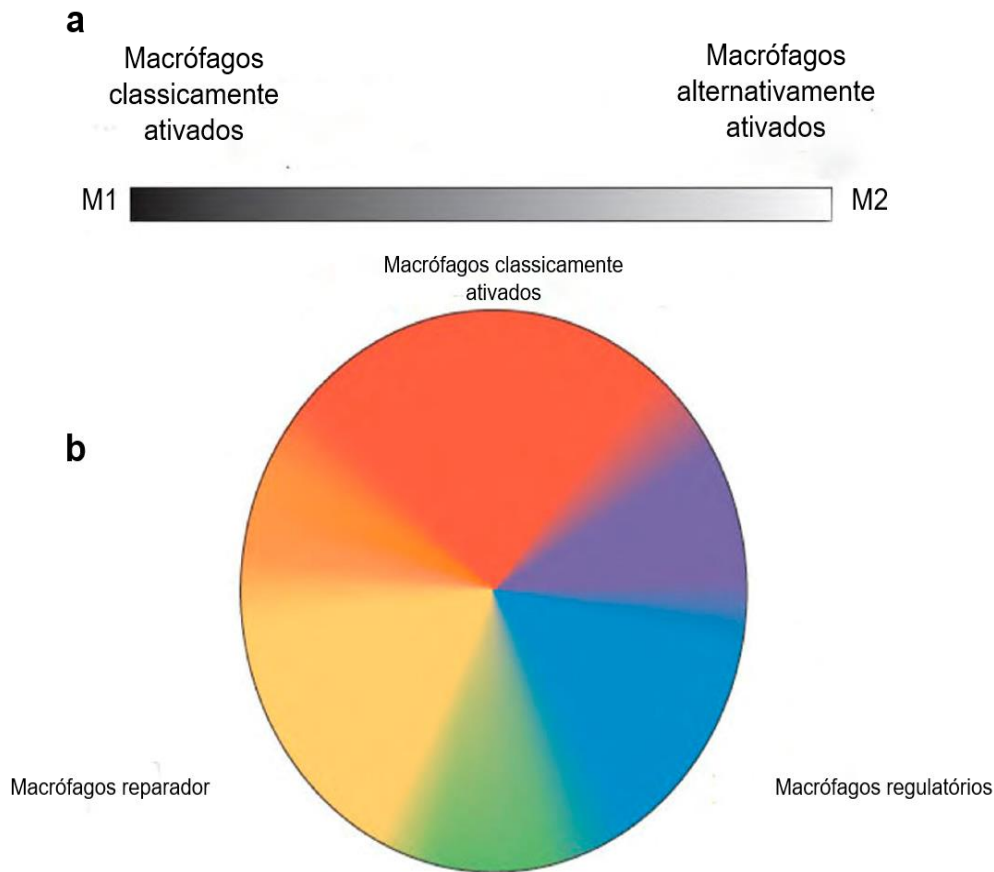 a
Macrófagos
classicamente
ativados
Macrófagos
alternativamente
ativados
M1
M2
Macrófagos classicamente
ativados
b
Macrófagos reparador
Macrófagos regulatórios